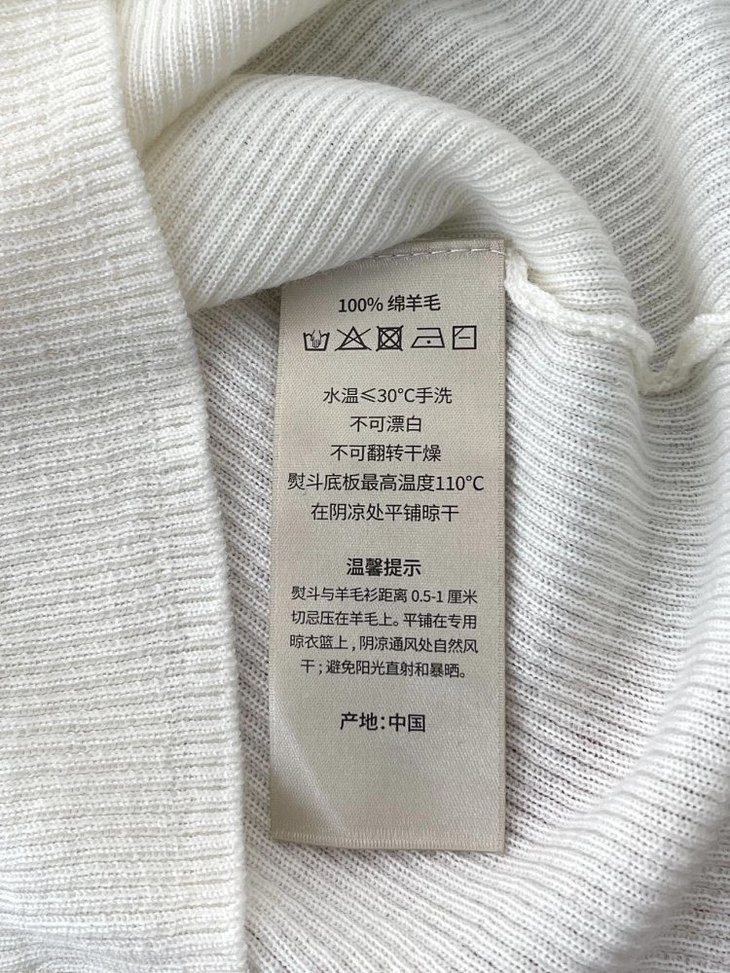 100% 绵羊毛
水温≤30°C手洗
不可漂白
不可翻转干燥
熨斗底板最高温度110°C
在阴凉处平铺晾干
温馨提示
熨斗与羊毛衫距离 0.5-1 厘米
切忌压在羊毛上。平铺在专用
晾衣篮上，阴凉通风处自然风
干；避免阳光直射和暴晒。
产地：中国